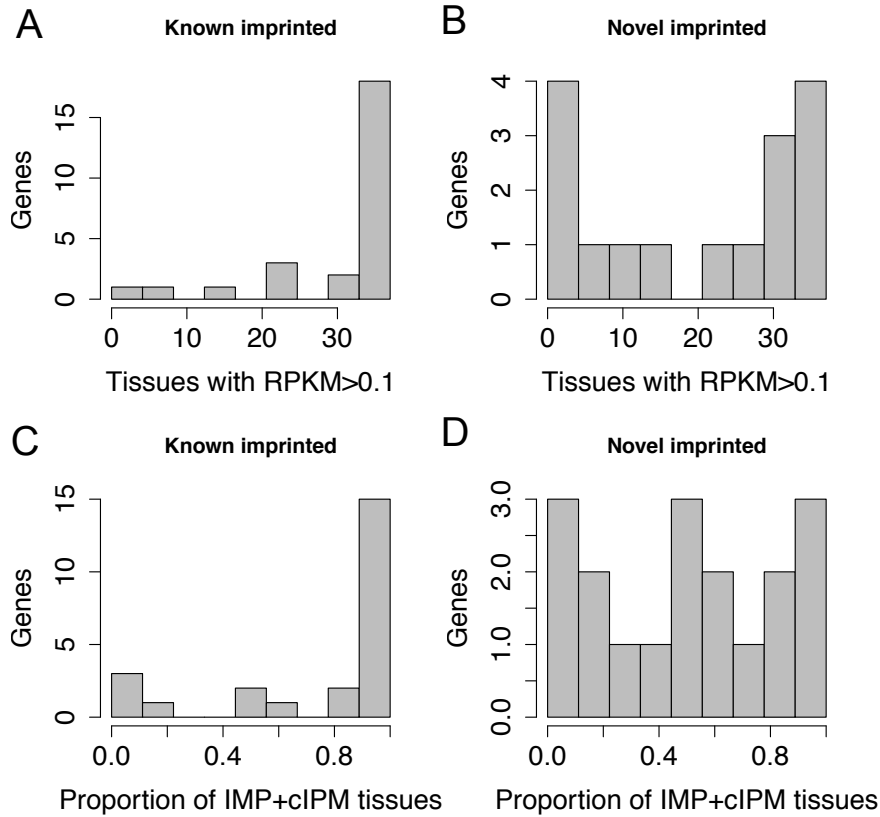 A
Known imprinted
Genes
0 5 10 15
0 10 20 30
Tissues with RPKM>0.1
B
Novel imprinted
Genes
0 1 2 3 4
0 10 20 30
Tissues with RPKM>0.1
C
Known imprinted
Genes
0 5 10 15
0.0 0.4 0.8
Proportion of IMP+cIPM tissues
D
Novel imprinted
Genes
0.0 1.0 2.0 3.0
0.0 0.4 0.8
Proportion of IMP+cIPM tissues